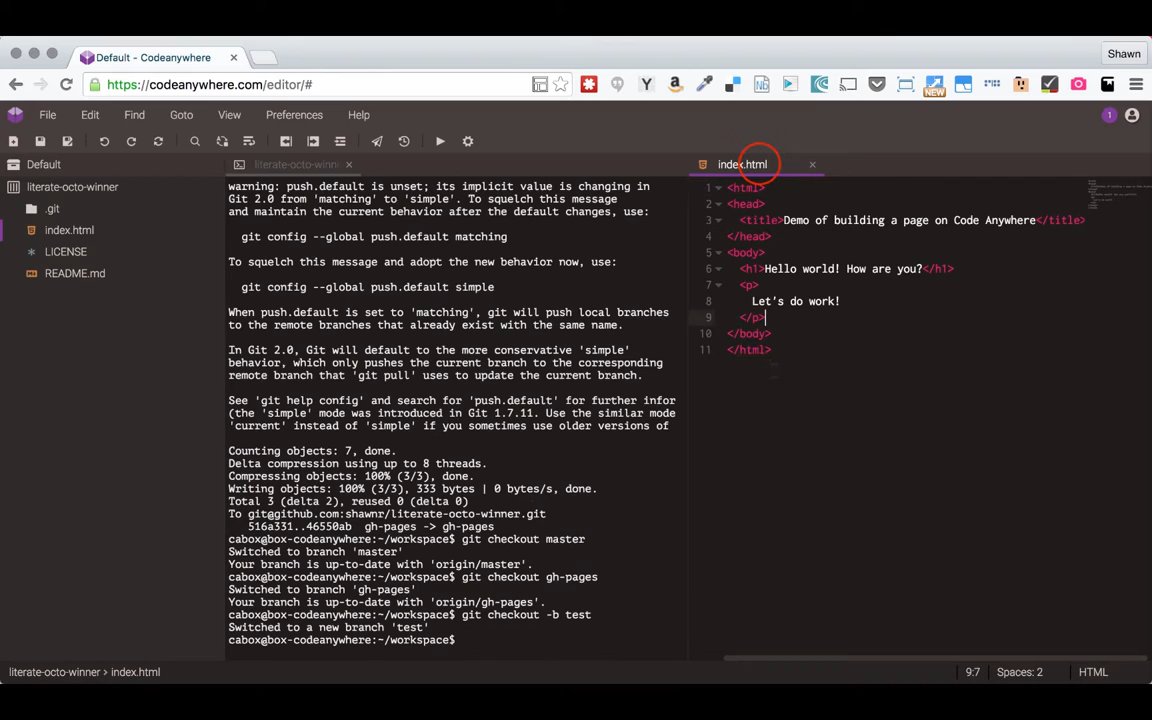 Default - Codeanywhere
Shawn
https://codeanywhere.com/editor/#
Y
Nb
a
NEW
File Edit Find Goto View Preferences Help
1
Default
literate-octo-winn
index.html
literate-octo-winner
.git
index.html
LICENSE
README.md
warning: push.default is unset; its implicit value is changing in
Git 2.0 from 'matching' to 'simple'. To squelch this message
and maintain the current behavior after the default changes, use:
git config --global push.default matching
To squelch this message and adopt the new behavior now, use:
git config --global push.default simple
When push.default is set to 'matching', git will push local branches
to the remote branches that already exist with the same name.
In Git 2.0, Git will default to the more conservative 'simple'
behavior, which only pushes the current branch to the corresponding
remote branch that 'git pull' uses to update the current branch.
See 'git help config' and search for 'push.default' for further infor
(the 'simple' mode was introduced in Git 1.7.11. Use the similar mode
'current' instead of 'simple' if you sometimes use older versions of
Counting objects: 7, done.
Delta compression using up to 8 threads.
Compressing objects: 100% (3/3), done.
Writing objects: 100% (3/3), 333 bytes | 0 bytes/s, done.
Total 3 (delta 2), reused 0 (delta 0)
To git@github.com:shawnr/literate-octo-winner.git
516a331..46550ab  gh-pages -> gh-pages
cabox@box-codeanywhere:~/workspace$ git checkout master
Switched to branch 'master'
Your branch is up-to-date with 'origin/master'.
cabox@box-codeanywhere:~/workspace$ git checkout gh-pages
Switched to branch 'gh-pages'
Your branch is up-to-date with 'origin/gh-pages'.
cabox@box-codeanywhere:~/workspace$ git checkout -b test
Switched to a new branch 'test'
cabox@box-codeanywhere:~/workspace$
1 <html>
2 <head>
3 <title>Demo of building a page on Code Anywhere</title>
4 </head>
5 <body>
6 <h1>Hello world! How are you?</h1>
7 <p>
8 Let's do work!
9 </p>
10 </body>
11 </html>
literate-octo-winner > index.html
9:7
Spaces: 2
HTML